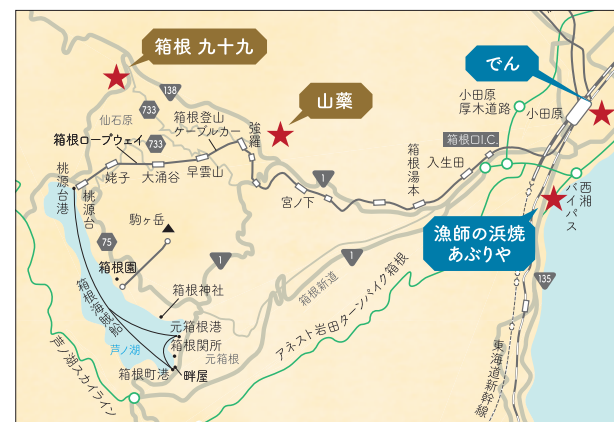 箱根 九十九
山藥
でん
漁師の浜焼
あぶりや
138
733
733
仙石原
箱根登山
ケーブルカー
強羅
箱根ロープウェイ
桃源台港
桃源台
姥子
大涌谷
早雲山
宮ノ下
1
箱根湯本
入生田
箱根口I.C.
小田原
厚木道路
小田原
西湘
バイパス
駒ヶ岳
75
箱根園
1
1
箱根新道
箱根神社
箱根海賊船
元箱根港
箱根関所
元箱根
芦ノ湖
箱根町港
畔屋
芦ノ湖スカイライン
アネスト岩田ターンパイク箱根
135
東海道新幹線